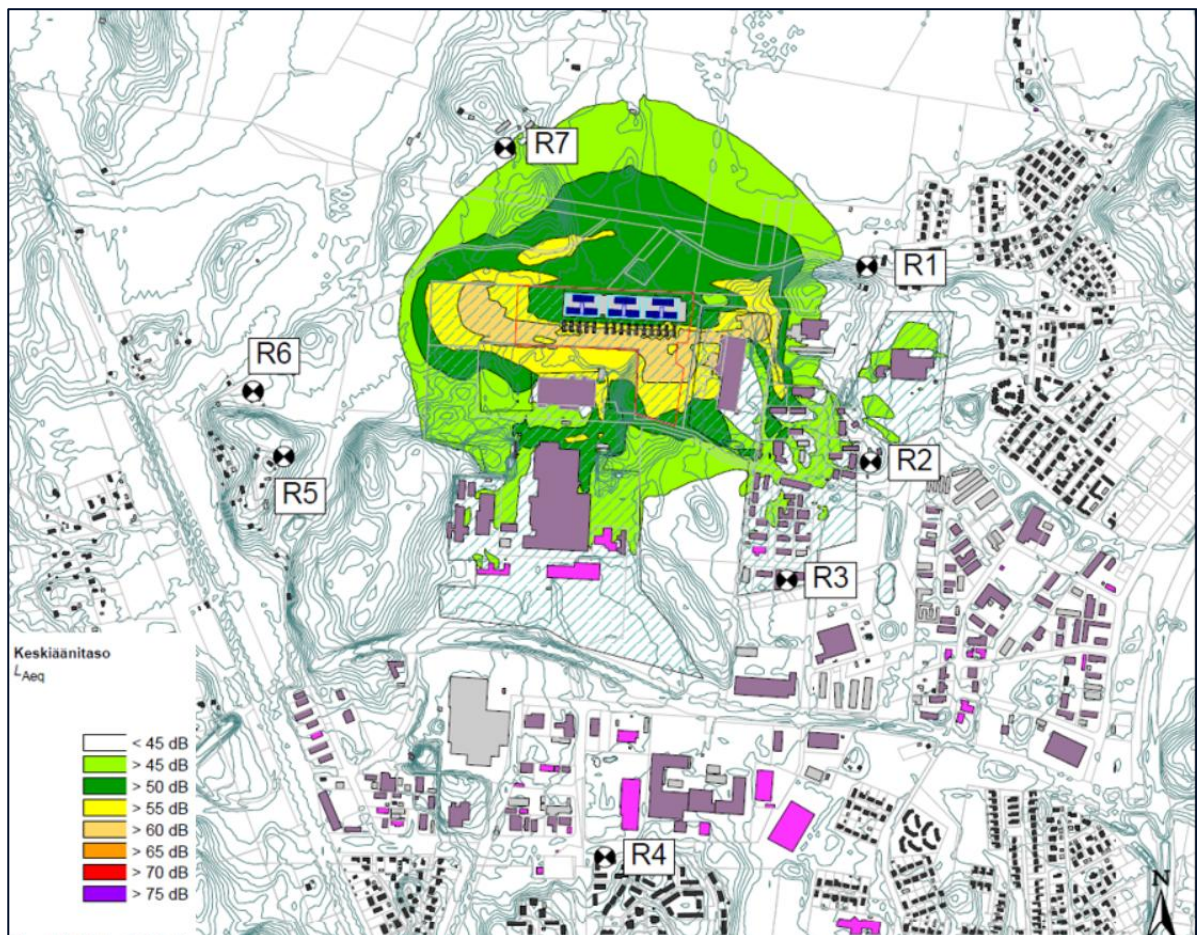 R7
R1
R6
R2
R5
R3
Keskiäänitaso
LAeq
< 45 dB
> 45 dB
> 50 dB
> 55 dB
> 60 dB
> 65 dB
> 70 dB
> 75 dB
R4
N